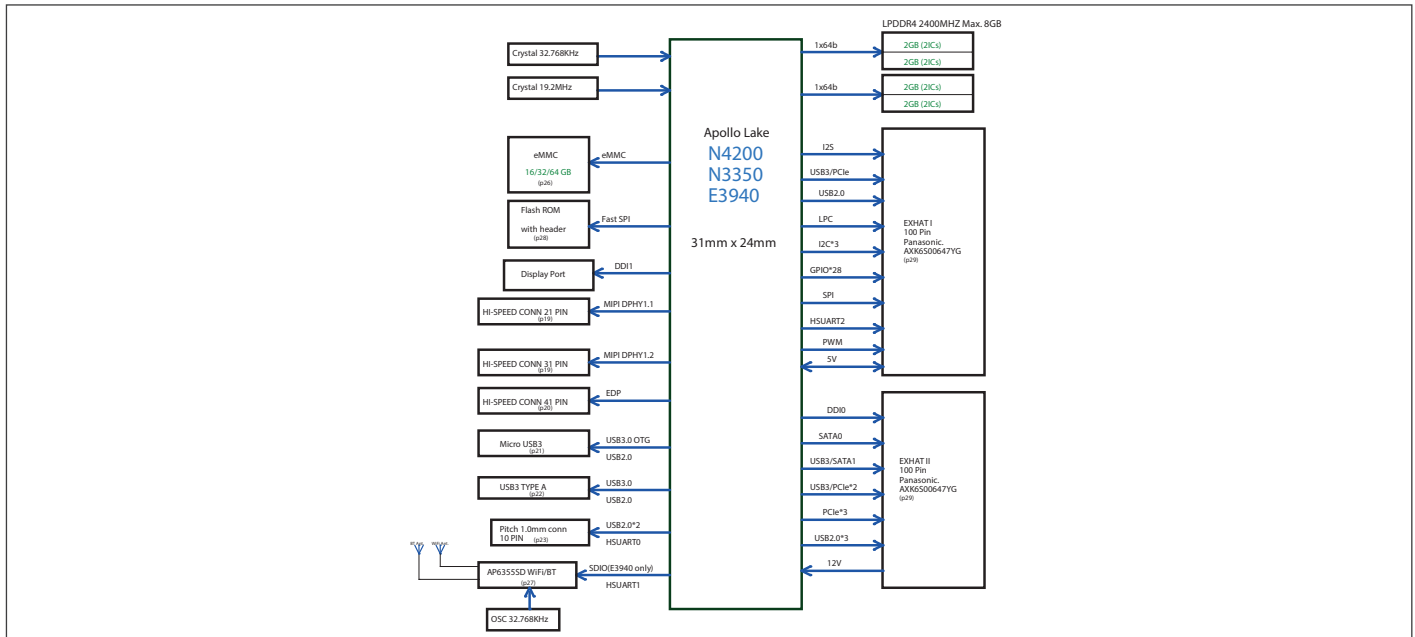 LPDDR4 2400MHZ Max. 8GB
Crystal 32.768KHz
Crystal 19.2MHz
eMMC
16/32/64 GB
(p26)
eMMC
Flash ROM
with header
(p28)
Fast SPI
Display Port
DDI1
HI-SPEED CONN 21 PIN
(p19)
MIPI DPHY1.1
HI-SPEED CONN 31 PIN
(p19)
MIPI DPHY1.2
HI-SPEED CONN 41 PIN
(p20)
EDP
Micro USB3
(p21)
USB3.0 OTG
USB2.0
USB3 TYPE A
(p22)
USB3.0
USB2.0
Pitch 1.0mm conn
10 PIN (p23)
USB2.0*2
HSUART0
BT Ant.
WiFi Ant.
AP6355SD WiFi/BT
(p27)
SDIO(E3940 only)
HSUART1
OSC 32.768KHz
Apollo Lake
N4200
N3350
E3940
31mm x 24mm
1x64b
2GB (2ICs)
2GB (2ICs)
1x64b
2GB (2ICs)
2GB (2ICs)
I2S
USB3/PCIe
USB2.0
LPC
I2C*3
GPIO*28
SPI
HSUART2
PWM
5V
EXHAT I
100 Pin
Panasonic.
AXK6S00647YG
(p29)
DDI0
SATA0
USB3/SATA1
USB3/PCIe*2
PCIe*3
USB2.0*3
12V
EXHAT II
100 Pin
Panasonic.
AXK6S00647YG
(p29)